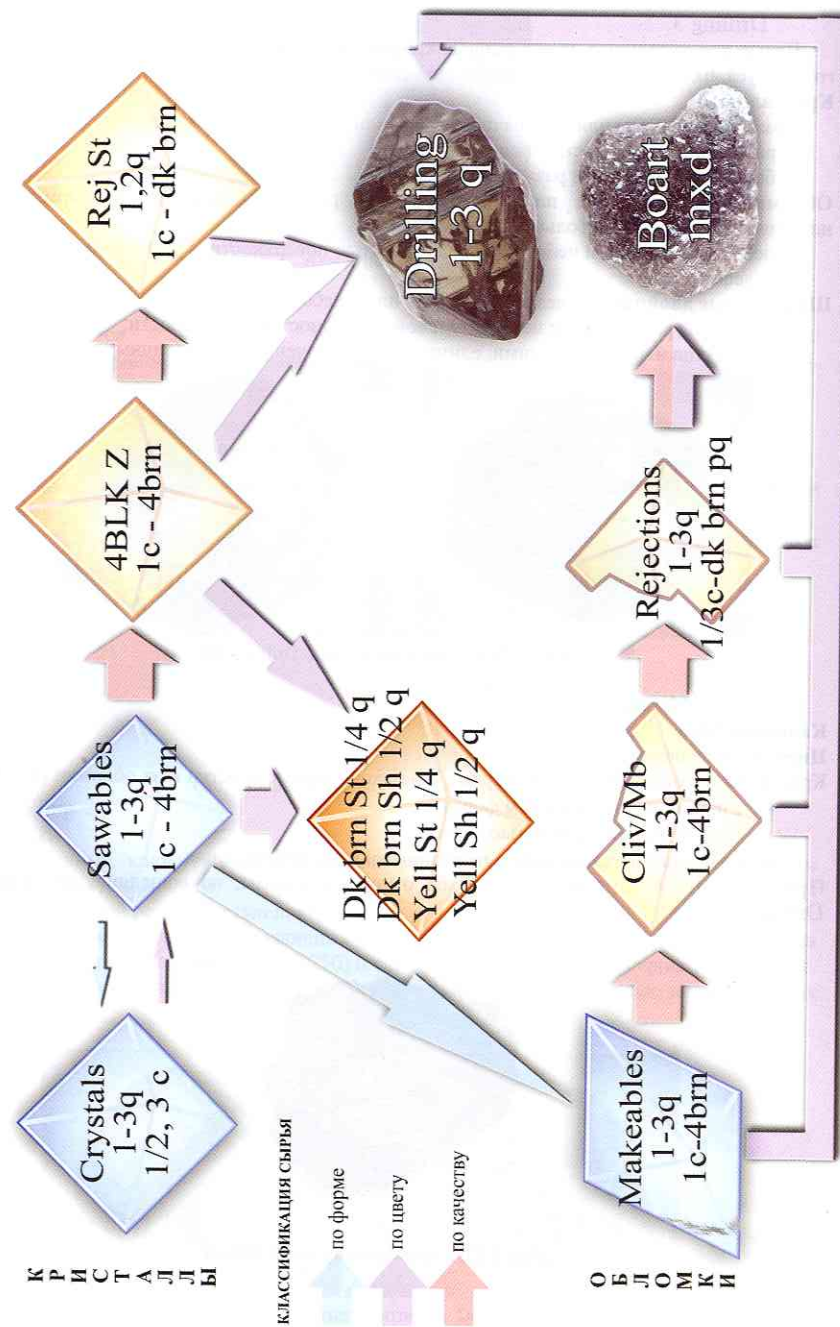 КРИСТАЛЛЫ
Crystals
1-3q
1/2, 3 c
Sawables
1-3q
1c - 4brn
4BLK Z
1c - 4brn
Rej St
1,2q
1c - dk brn
КЛАССИФИКАЦИЯ СЫРЬЯ
по форме
по цвету
по качеству
Dk brn St 1/4 q
Dk brn Sh 1/2 q
Yell St 1/4 q
Yell Sh 1/2 q
Drilling
1-3 q
ОБЛОМКИ
Makeables
1-3q
1c-4brn
Cliv/Mb
1-3q
1c-4brn
Rejections
1-3q
1/3c-dk brn pq
Boart
mxd